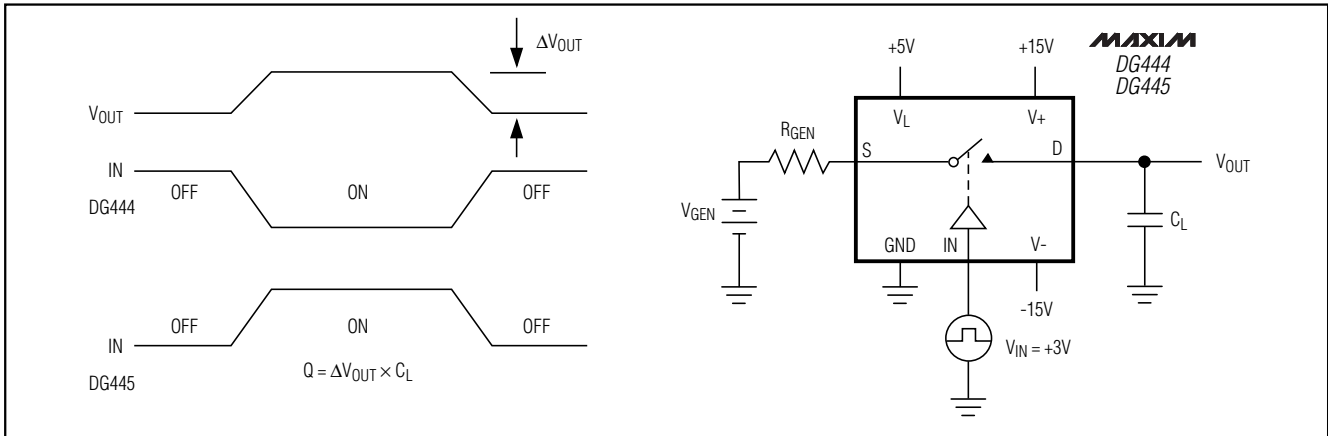 ΔVOUT
VOUT
IN
DG444
OFF
ON
OFF
IN
DG445
OFF
ON
OFF
Q = ΔVOUT × CL
MAXIM
DG444
DG445
+5V
+15V
VL
V+
RGEN
S
D
VOUT
VGEN
CL
GND
IN
V-
-15V
VIN = +3V